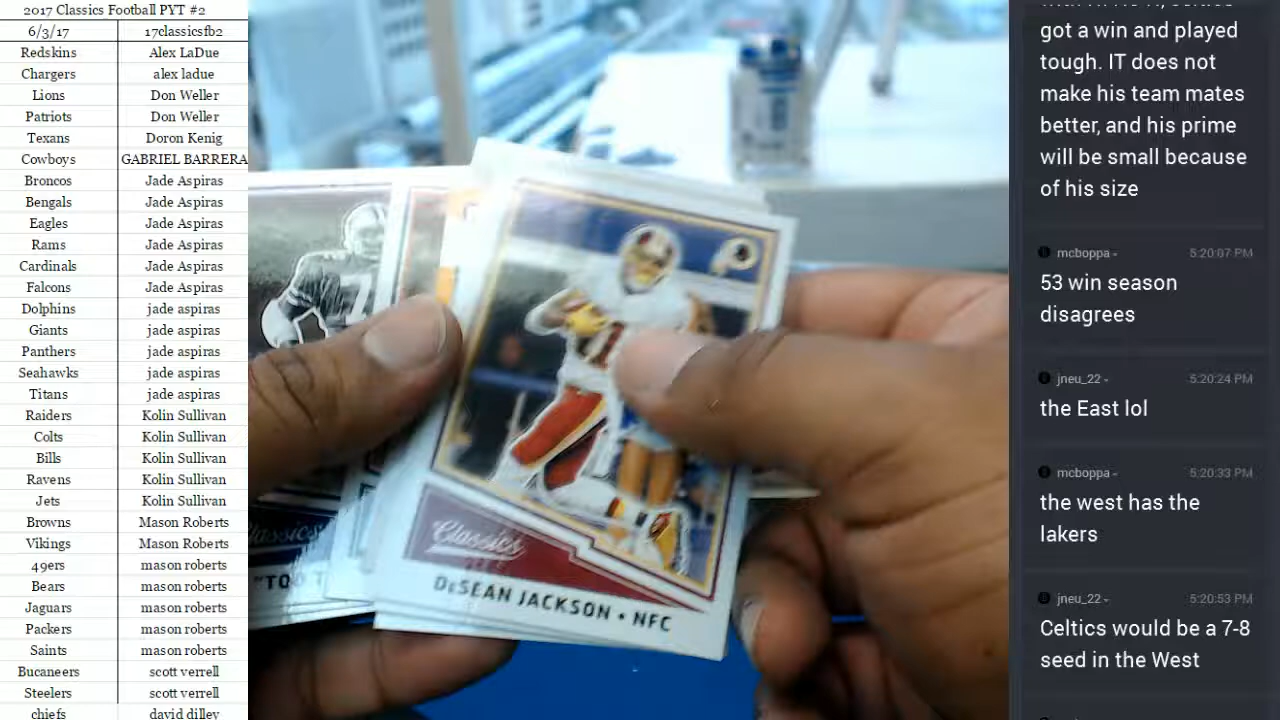 2017 Classics Football PYT #2
6/3/17 17classicsfb2
Redskins Alex LaDue
Chargers alex ladue
Lions Don Weller
Patriots Don Weller
Texans Doron Kenig
Cowboys GABRIEL BARRERA
Broncos Jade Aspiras
Bengals Jade Aspiras
Eagles Jade Aspiras
Rams Jade Aspiras
Cardinals Jade Aspiras
Falcons Jade Aspiras
Dolphins jade aspiras
Giants jade aspiras
Panthers jade aspiras
Seahawks jade aspiras
Titans jade aspiras
Raiders Kolin Sullivan
Colts Kolin Sullivan
Bills Kolin Sullivan
Ravens Kolin Sullivan
Jets Kolin Sullivan
Browns Mason Roberts
Vikings Mason Roberts
49ers mason roberts
Bears mason roberts
Jaguars mason roberts
Packers mason roberts
Saints mason roberts
Bucaneers scott verrell
Steelers scott verrell
chiefs david dilley
Classics
"TOO
Classics
DeSEAN JACKSON • NFC
got a win and played
tough. IT does not
make his team mates
better, and his prime
will be small because
of his size
mcboppa 5:20:07 PM
53 win season
disagrees
jneu_22 5:20:24 PM
the East lol
mcboppa 5:20:33 PM
the west has the
lakers
jneu_22 5:20:53 PM
Celtics would be a 7-8
seed in the West